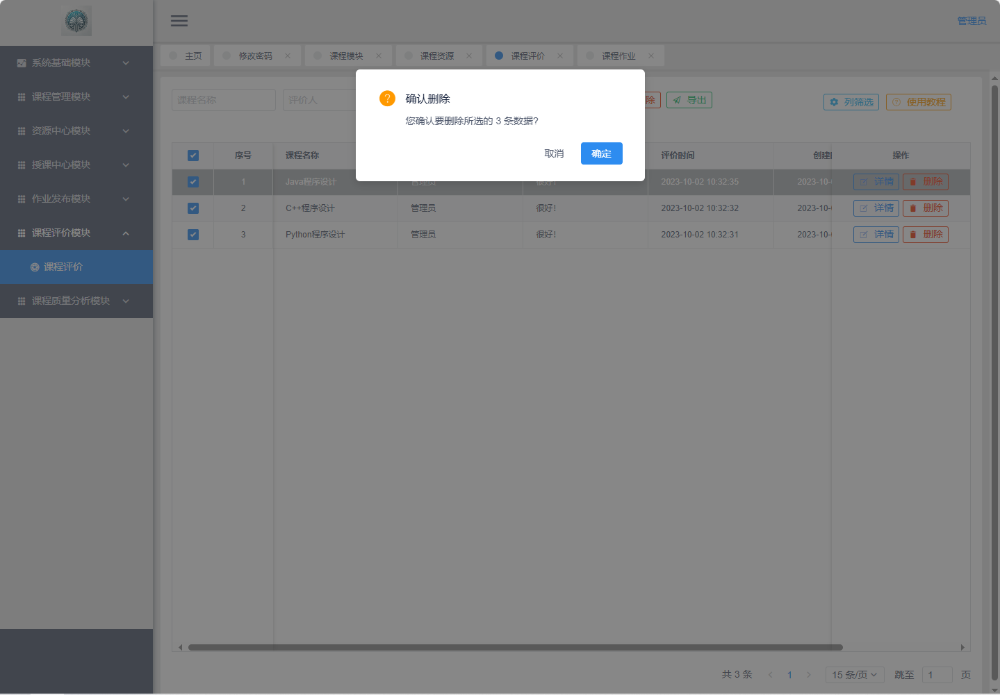 管理员
主页 修改密码 课程模块 课程资源 课程评价 课程作业
系统基础模块
课程管理模块
资源中心模块
授课中心模块
作业发布模块
课程评价模块
课程评价
课程质量分析模块
课程名称 评价人 除 导出 列筛选 使用教程
确认删除
您确认要删除所选的 3 条数据?
取消 确定
序号 课程名称 评价时间 创建 操作
1 Java程序设计 管理员 很好! 2023-10-02 10:32:35 2023-10- 详情 删除
2 C++程序设计 管理员 很好! 2023-10-02 10:32:32 2023-10- 详情 删除
3 Python程序设计 管理员 很好! 2023-10-02 10:32:31 2023-10- 详情 删除
共 3 条 1 15 条/页 跳至 1 页